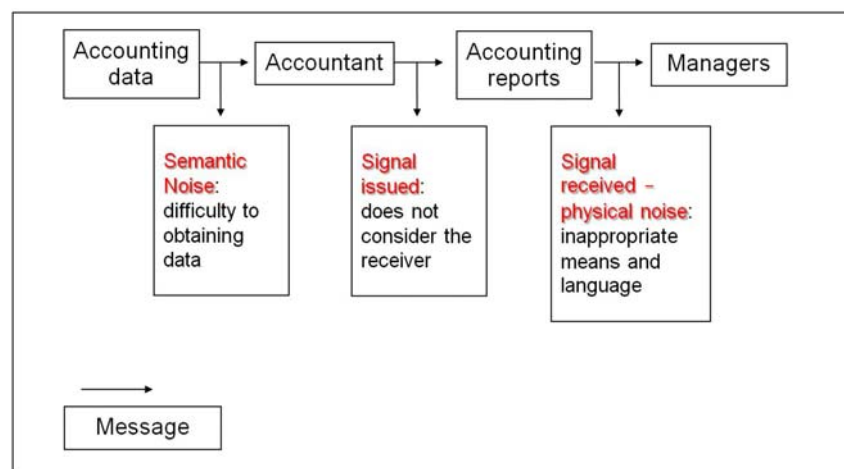 Accounting
data
Accountant
Accounting
reports
Managers
Semantic
Noise:
difficulty to
obtaining
data
Signal
issued:
does not
consider the
receiver
Signal
received -
physical noise:
inappropriate
means and
language
Message